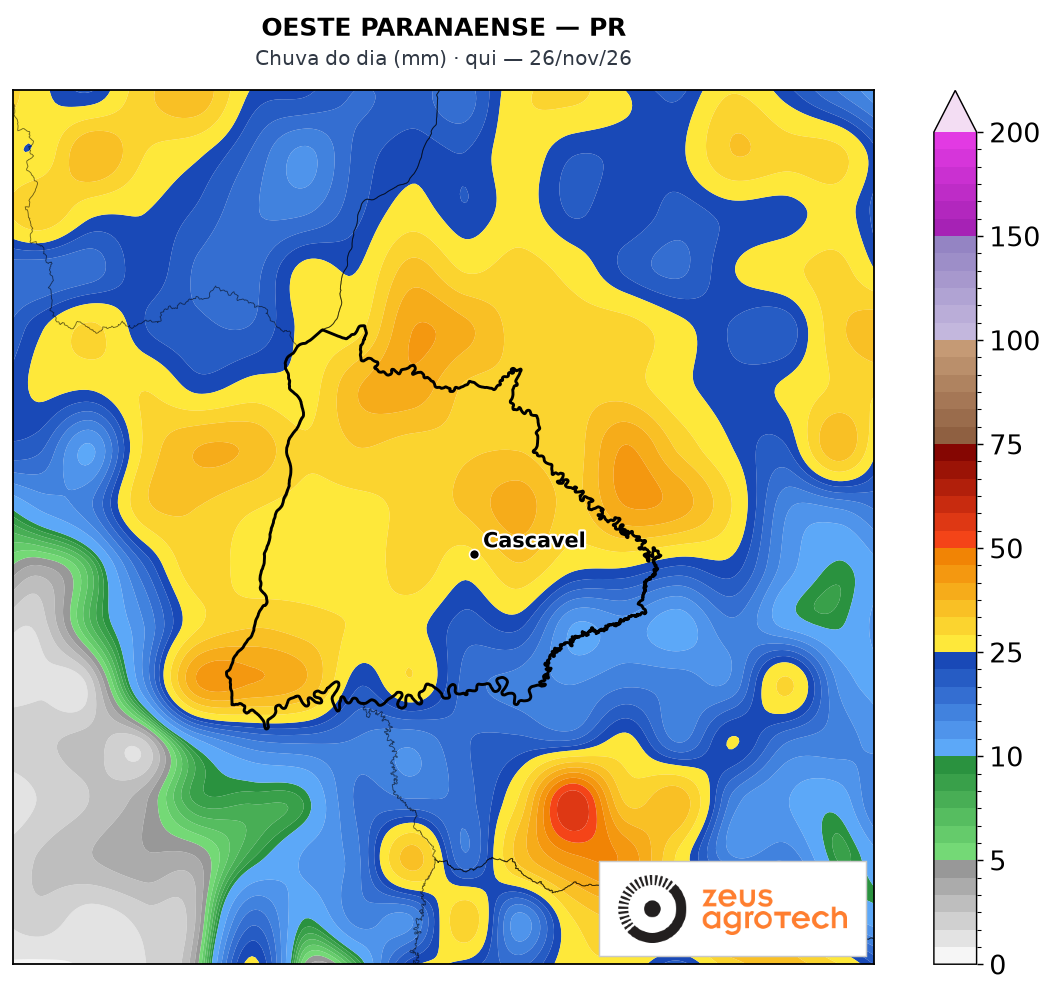 OESTE PARANAENSE — PR
Chuva do dia (mm) · qui — 26/nov/26
200
150
100
75
50
25
10
5
0
Cascavel
zeus
agrotech